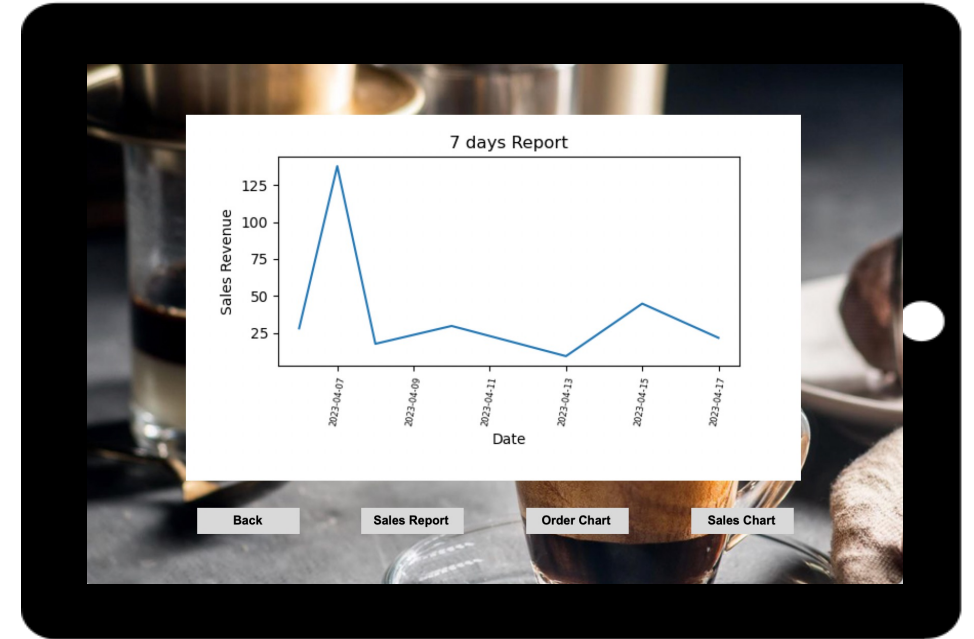 7 days Report
125
100
75
50
25
Sales Revenue
2023-04-07
2023-04-09
2023-04-11
2023-04-13
2023-04-15
2023-04-17
Date
Back
Sales Report
Order Chart
Sales Chart